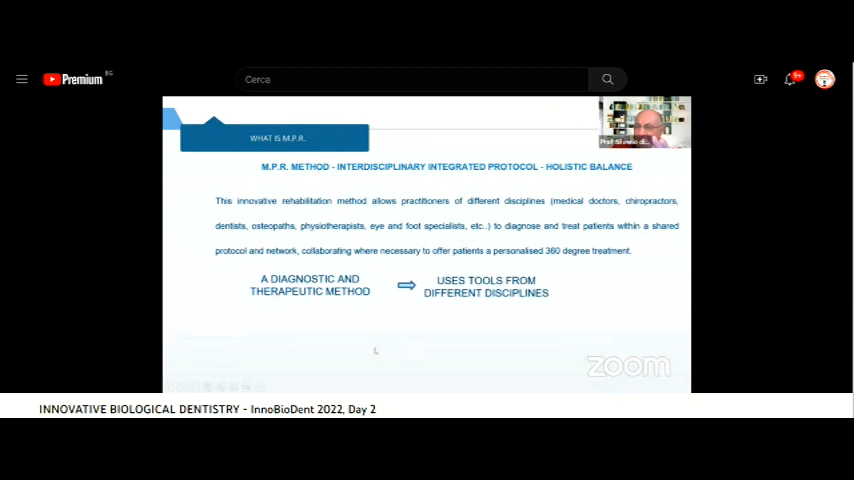 Premium BG
Cerca
9+
WHAT IS M.P.R.
M.P.R. METHOD - INTERDISCIPLINARY INTEGRATED PROTOCOL - HOLISTIC BALANCE
This innovative rehabilitation method allows practitioners of different disciplines (medical doctors, chiropractors,
dentists, osteopaths, physiotherapists, eye and foot specialists, etc..) to diagnose and treat patients within a shared
protocol and network, collaborating where necessary to offer patients a personalised 360 degree treatment.
A DIAGNOSTIC AND
THERAPEUTIC METHOD
USES TOOLS FROM
DIFFERENT DISCIPLINES
zoom
INNOVATIVE BIOLOGICAL DENTISTRY - InnoBioDent 2022, Day 2